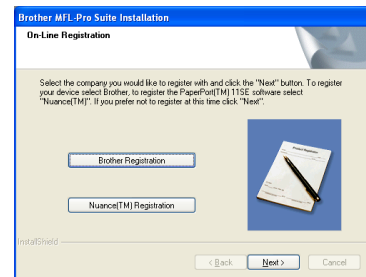 Brother MFL-Pro Suite Installation
On-Line Registration
Select the company you would like to register with and click the "Next" button. To register
your device select Brother, to register the PaperPort(TM) 11SE software select
"Nuance(TM)". If you prefer not to register at this time click "Next".
Brother Registration
Nuance(TM) Registration
InstallShield
< Back Next > Cancel